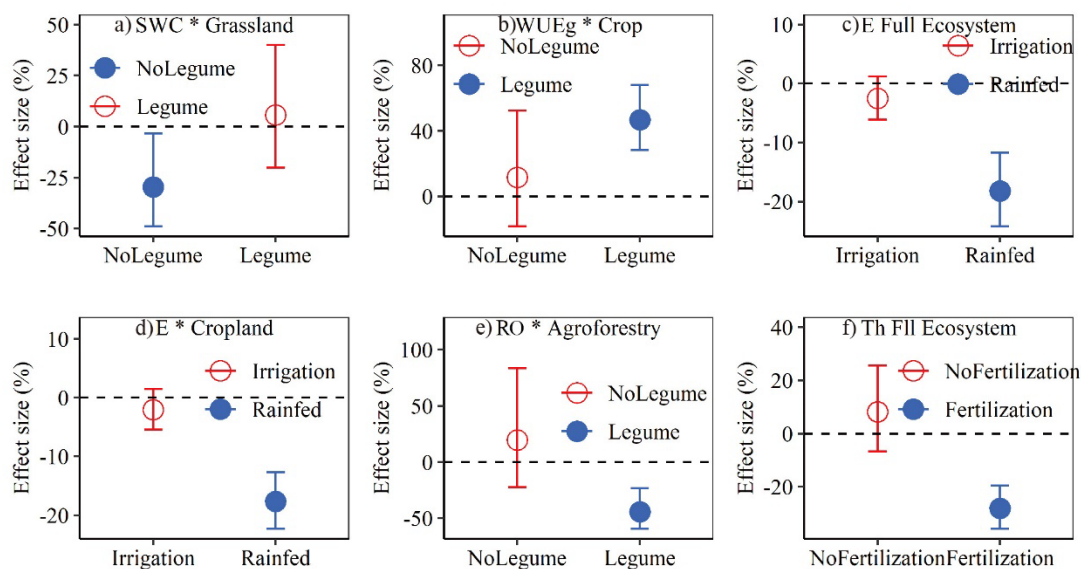 a) SWC * Grassland
50
25
0
-25
-50
Effect size (%)
NoLegume
Legume
NoLegume Legume
b) WUEg * Crop
80
40
0
Effect size (%)
NoLegume
Legume
NoLegume Legume
c) E Full Ecosystem
10
0
-10
-20
Effect size (%)
Irrigation
Rainfed
Irrigation Rainfed
d) E * Cropland
10
0
-10
-20
Effect size (%)
Irrigation
Rainfed
Irrigation Rainfed
e) RO * Agroforestry
100
50
0
-50
Effect size (%)
NoLegume
Legume
NoLegume Legume
f) Th Fll Ecosystem
40
20
0
-20
Effect size (%)
NoFertilization
Fertilization
NoFertilizationFertilization